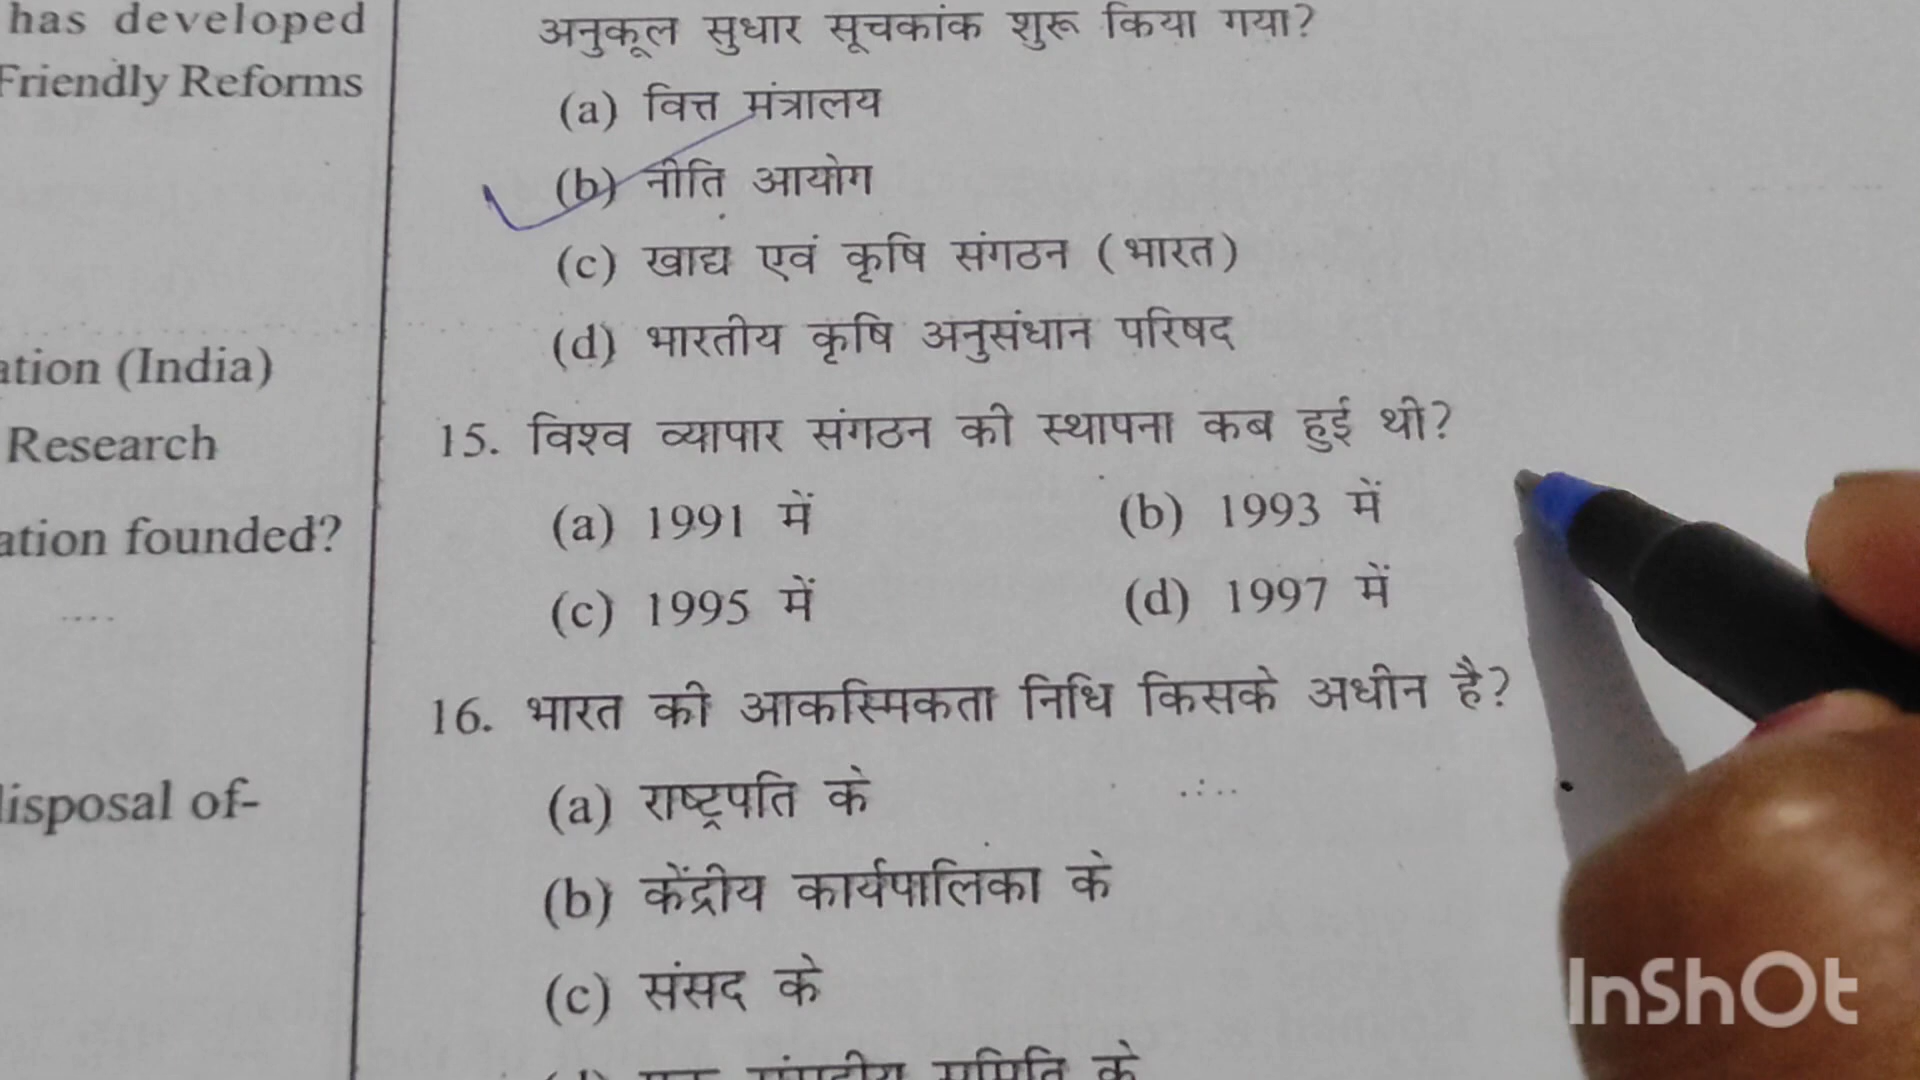 has developed
Friendly Reforms
ation (India)
Research
ation founded?
disposal of-
अनुकूल सुधार सूचकांक शुरू किया गया?
(a) वित्त मंत्रालय
(b) नीति आयोग
(c) खाद्य एवं कृषि संगठन (भारत)
(d) भारतीय कृषि अनुसंधान परिषद
15. विश्व व्यापार संगठन की स्थापना कब हुई थी?
(a) 1991 में (b) 1993 में
(c) 1995 में (d) 1997 में
16. भारत की आकस्मिकता निधि किसके अधीन है?
(a) राष्ट्रपति के
(b) केंद्रीय कार्यपालिका के
(c) संसद के
समिति के
InShOt